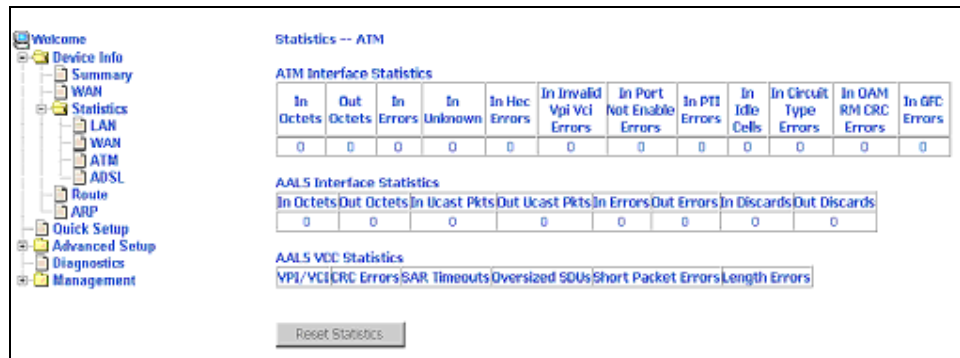 Welcome
Device Info
Summary
WAN
Statistics
LAN
WAN
ATM
ADSL
Route
ARP
Quick Setup
Advanced Setup
Diagnostics
Management
Statistics -- ATM
ATM Interface Statistics
In Octets Out Octets In Errors In Unknown In Hec Errors In Invalid Vpi Vci Errors In Port Not Enable Errors In PTI Errors In Idle Cells In Circuit Type Errors In OAM RM CRC Errors In GFC Errors
0 0 0 0 0 0 0 0 0 0 0 0
AAL5 Interface Statistics
In Octets Out Octets In Ucast Pkts Out Ucast Pkts In Errors Out Errors In Discards Out Discards
0 0 0 0 0 0 0 0
AAL5 VCC Statistics
VPI/VCI CRC Errors SAR Timeouts Oversized SDUs Short Packet Errors Length Errors
Reset Statistics